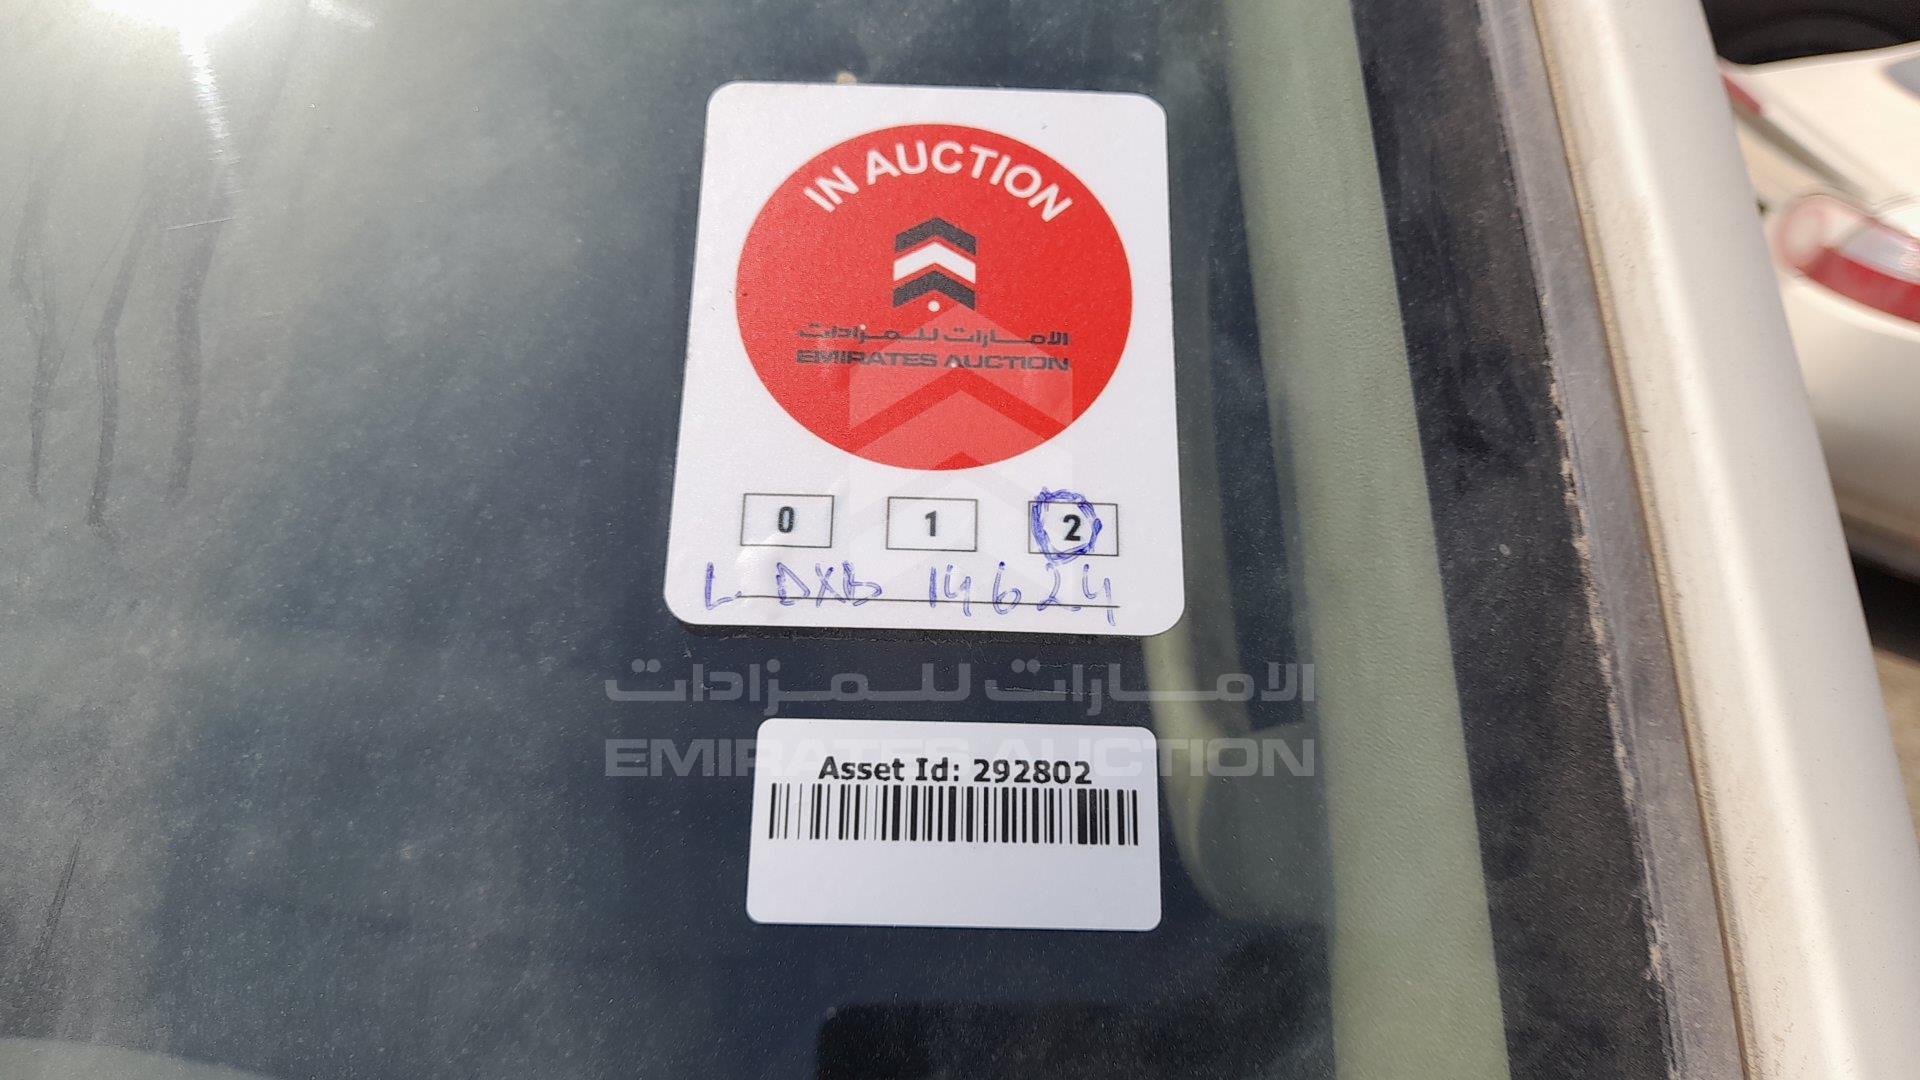 IN AUCTION
الامارات للمزادات
EMIRATES AUCTION
0 1 2
L DXB 14624
الامارات للمزادات
EMIRATES AUCTION
Asset Id: 292802